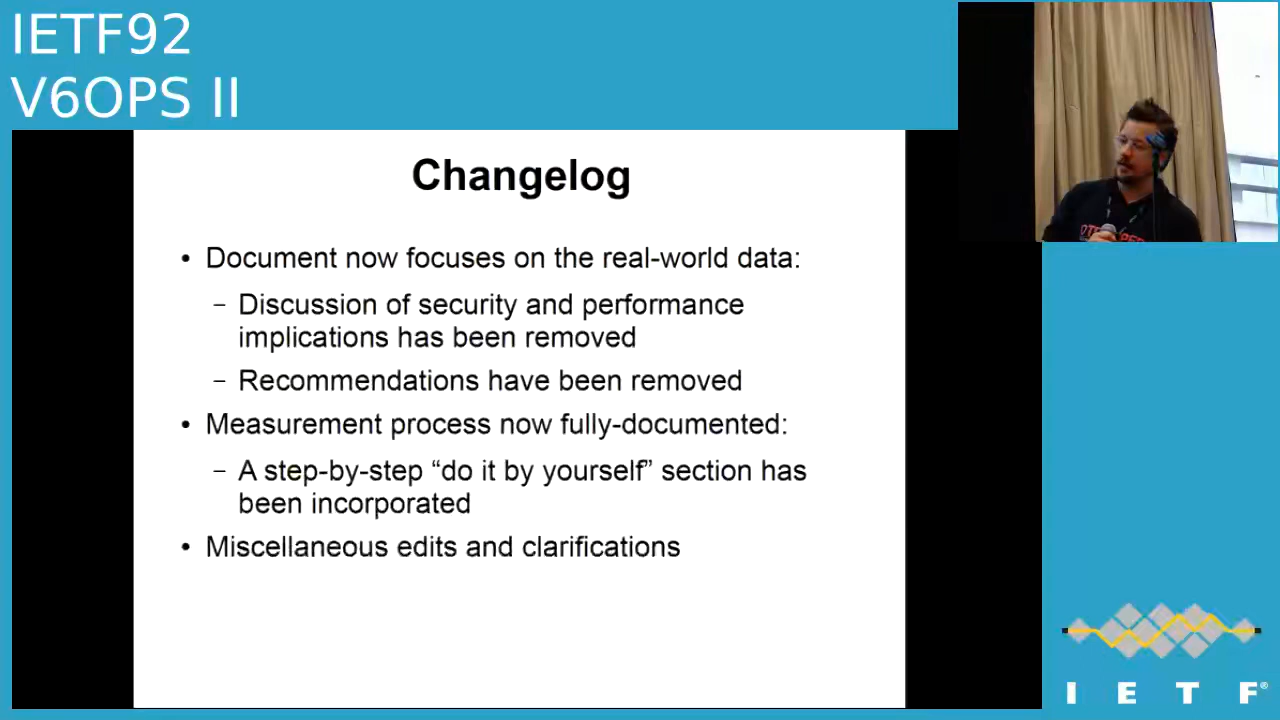 IETF92
V6OPS II
Changelog
• Document now focuses on the real-world data:
– Discussion of security and performance
implications has been removed
– Recommendations have been removed
• Measurement process now fully-documented:
– A step-by-step “do it by yourself” section has
been incorporated
• Miscellaneous edits and clarifications
I E T F®